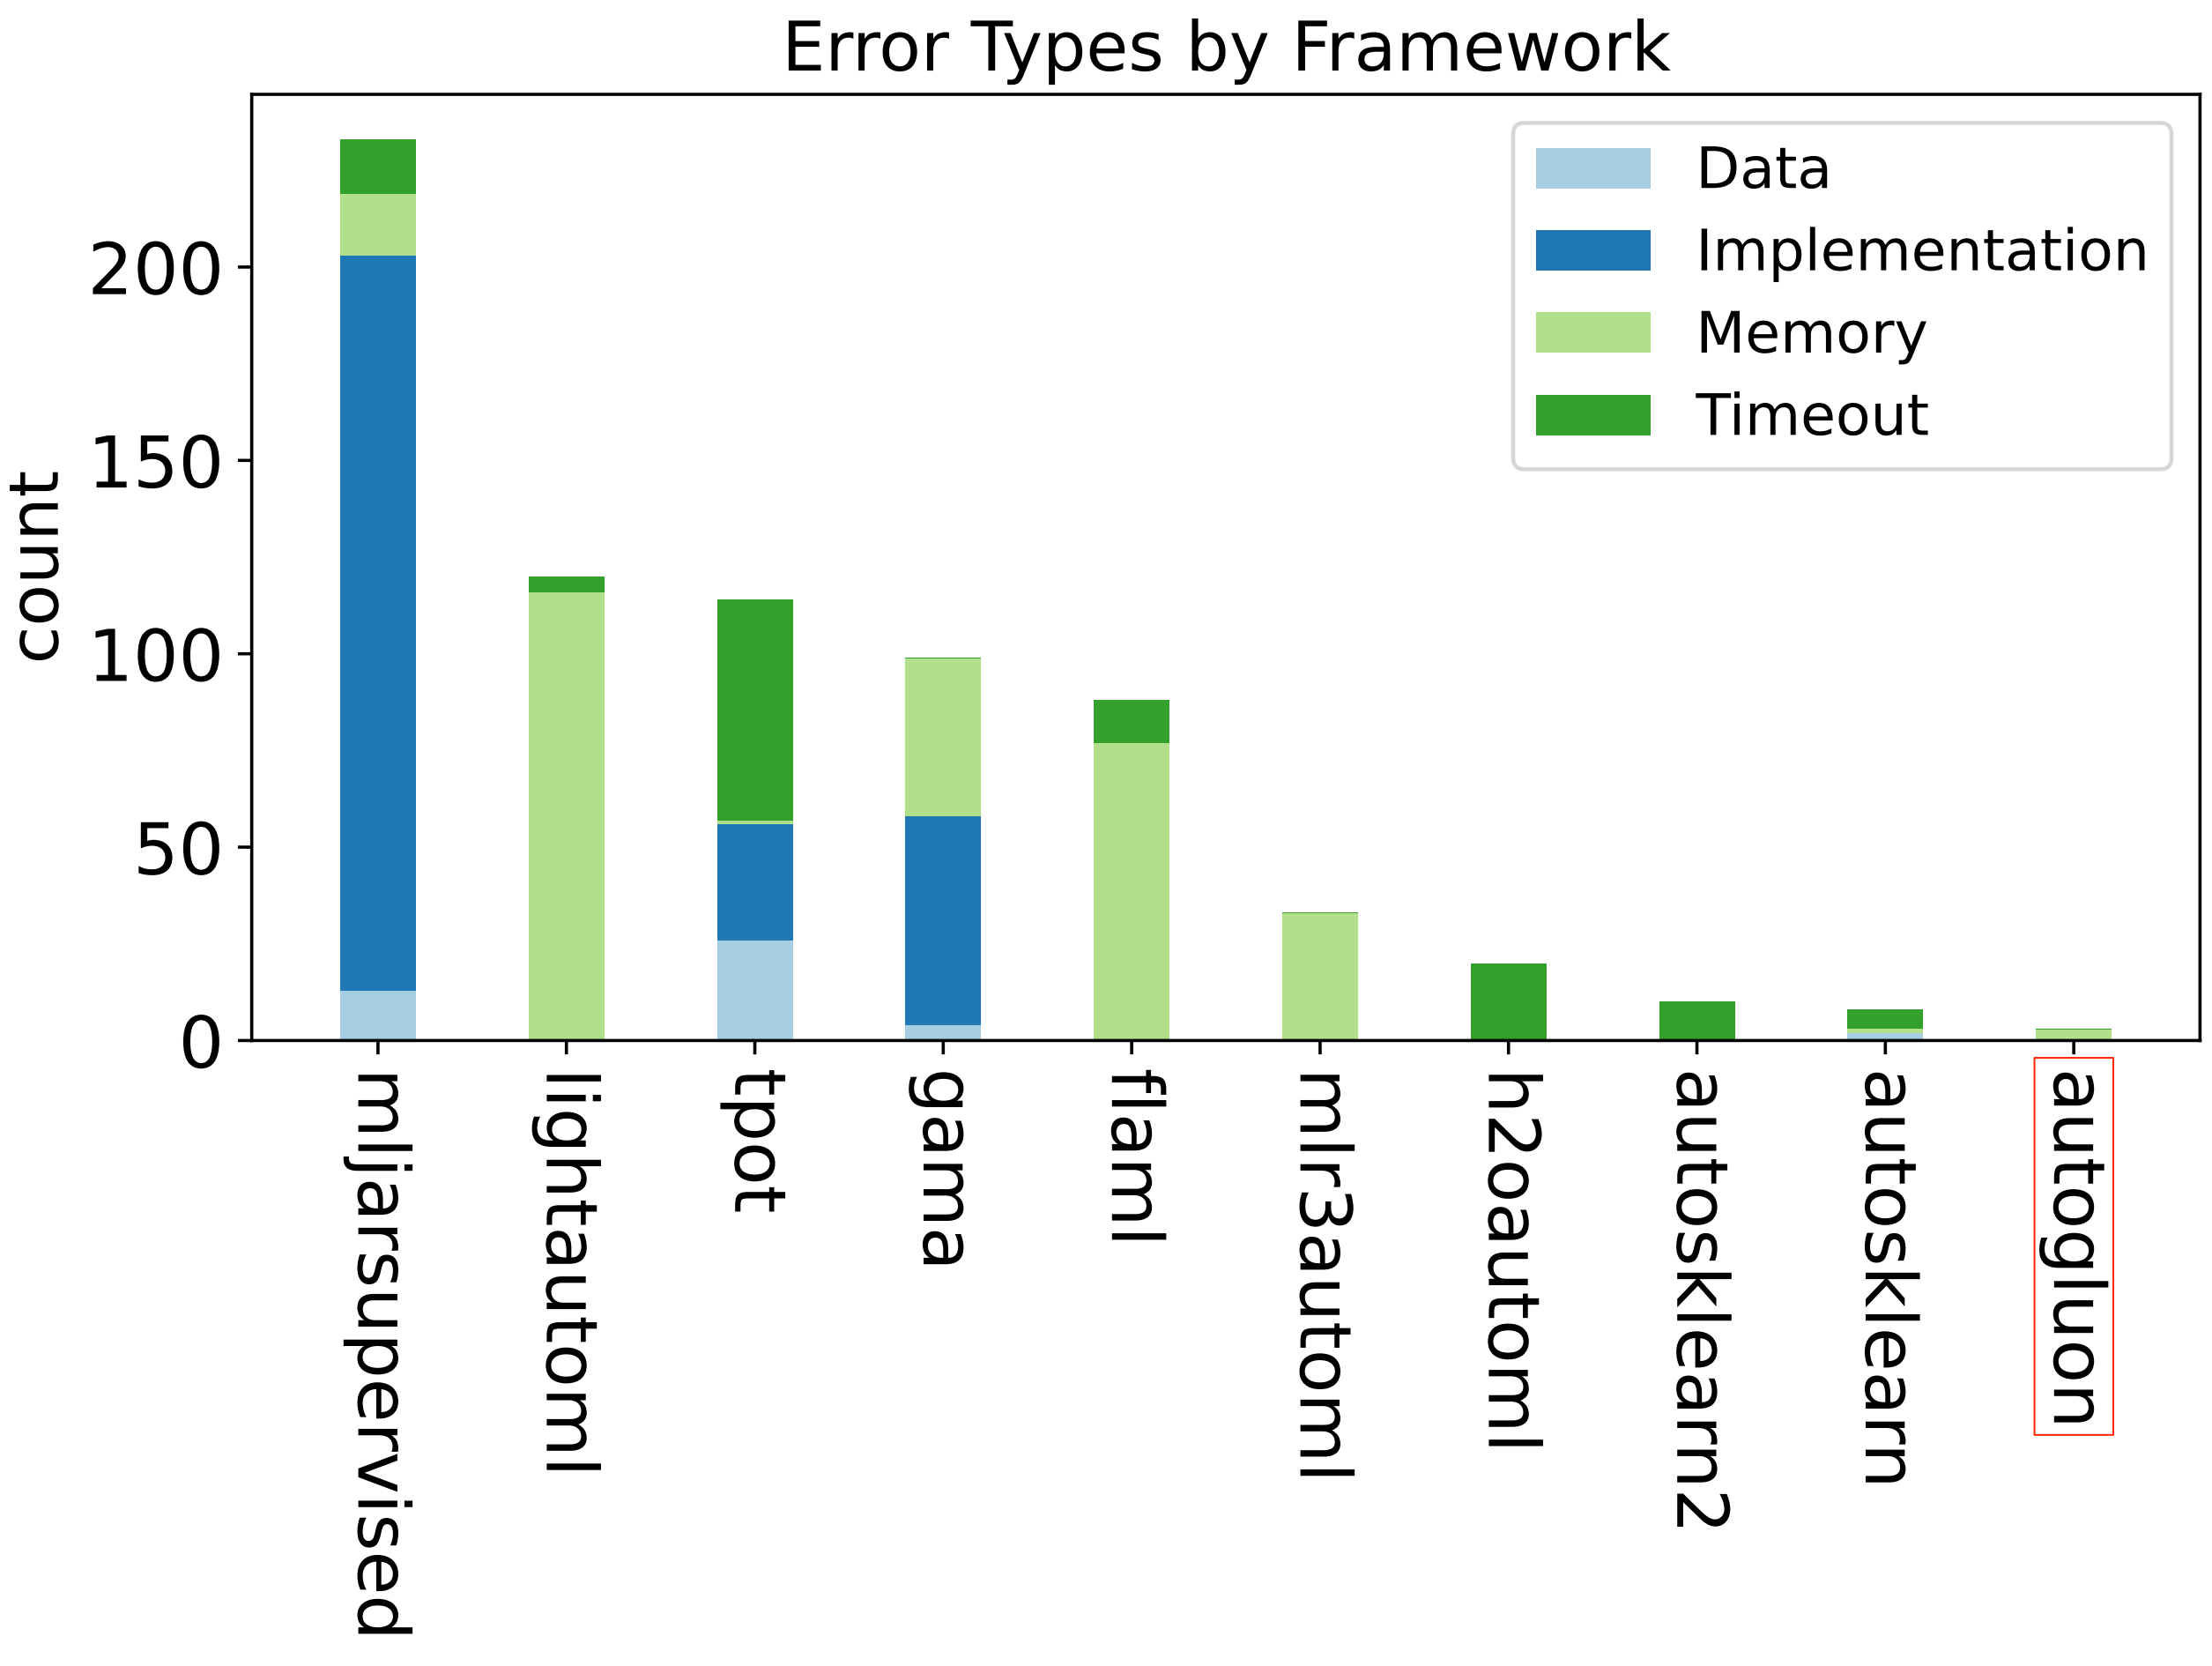 Error Types by Framework
Data
Implementation
Memory
Timeout
count
200
150
100
50
0
mljarsupervised
lightautoml
tpot
gama
flaml
mlr3automl
h2oautoml
autosklearn2
autosklearn
autogluon